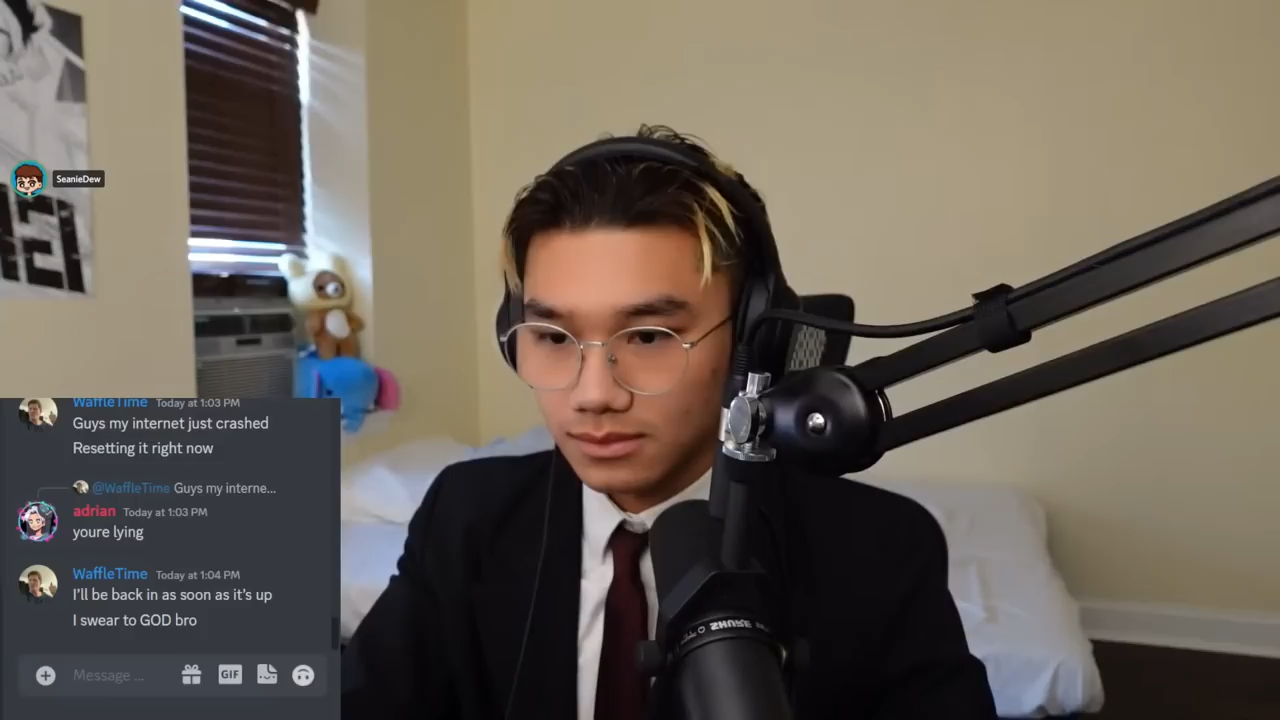 SeanieDew
WaffleTime Today at 1:03 PM
Guys my internet just crashed
Resetting it right now
@WaffleTime Guys my interne...
adrian Today at 1:03 PM
youre lying
WaffleTime Today at 1:04 PM
I'll be back in as soon as it's up
I swear to GOD bro
Message ...
GIF
SHURE